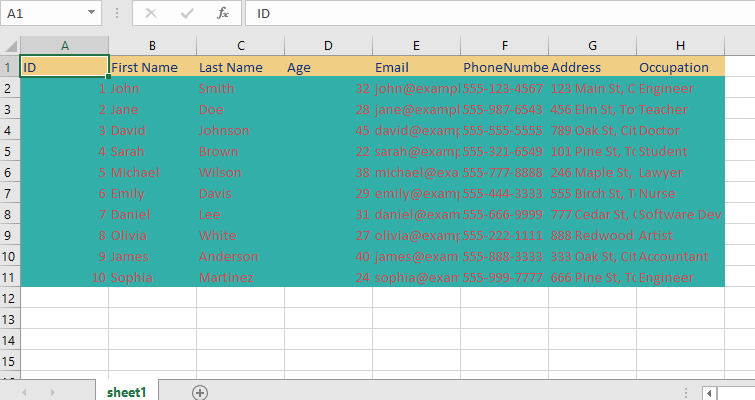 A1 fx ID
A B C D E F G H
1 ID First Name Last Name Age Email PhoneNumbe Address Occupation
2 1 John Smith 32 john@exampl 555-123-4567 123 Main St, C Engineer
3 2 Jane Doe 28 jane@exampl 555-987-6543 456 Elm St, To Teacher
4 3 David Johnson 45 david@examp 555-555-5555 789 Oak St, Cit Doctor
5 4 Sarah Brown 22 sarah@exam 555-321-6549 101 Pine St, To Student
6 5 Michael Wilson 38 michael@exa 555-777-8888 246 Maple St, Lawyer
7 6 Emily Davis 29 emily@exam 555-444-3333 555 Birch St, T Nurse
8 7 Daniel Lee 31 daniel@exam 555-666-9999 777 Cedar St, Software Dev
9 8 Olivia White 27 olivia@examp 555-222-1111 888 Redwood Artist
10 9 James Anderson 40 james@exam 555-888-3333 333 Oak St, Cit Accountant
11 10 Sophia Martinez 24 sophia@exam 555-999-7777 666 Pine St, To Engineer
12
13
14
15
sheet1